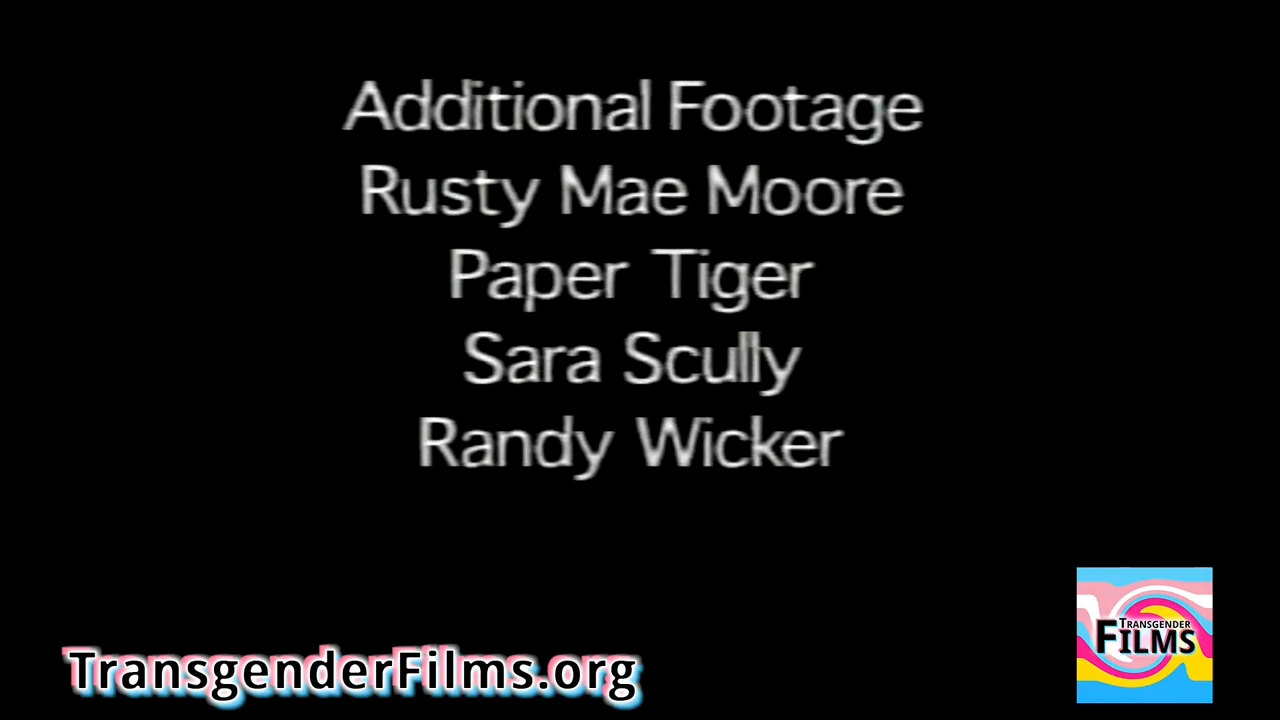 Additional Footage
Rusty Mae Moore
Paper Tiger
Sara Scully
Randy Wicker
TransgenderFilms.org
TRANSGENDER
FILMS